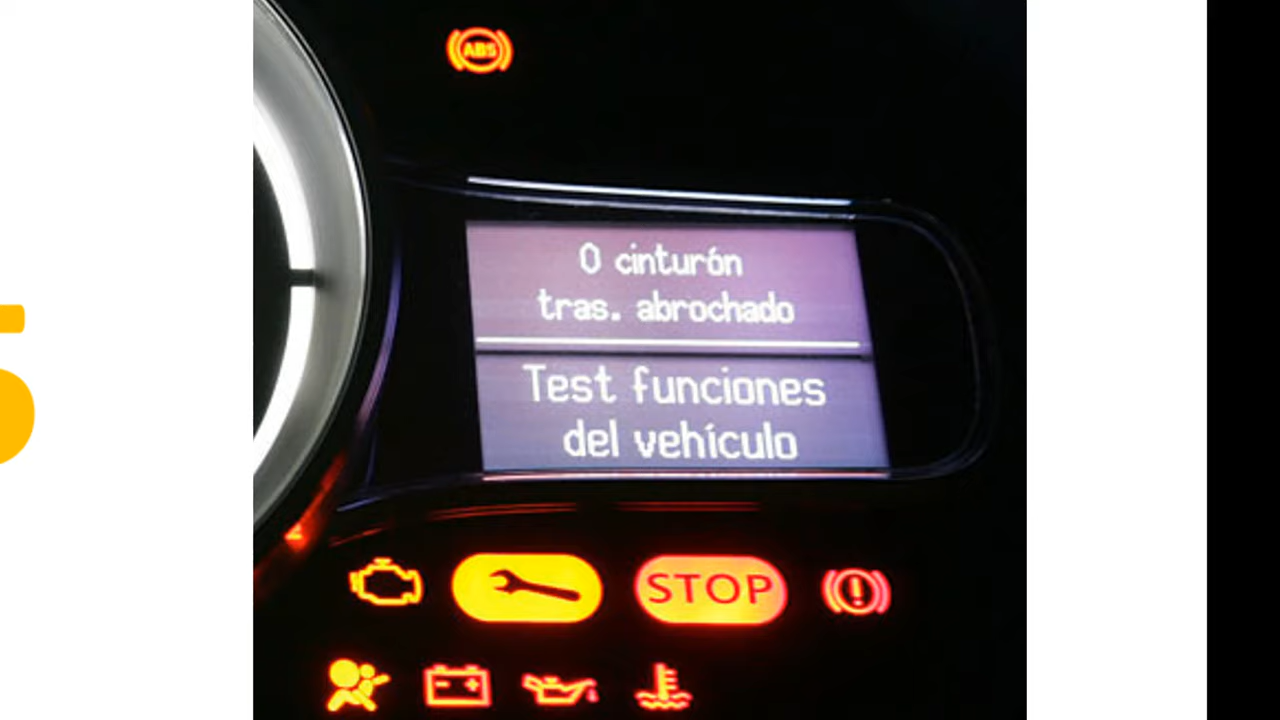 ABS
0 cinturón
tras. abrochado
Test funciones
del vehículo
STOP